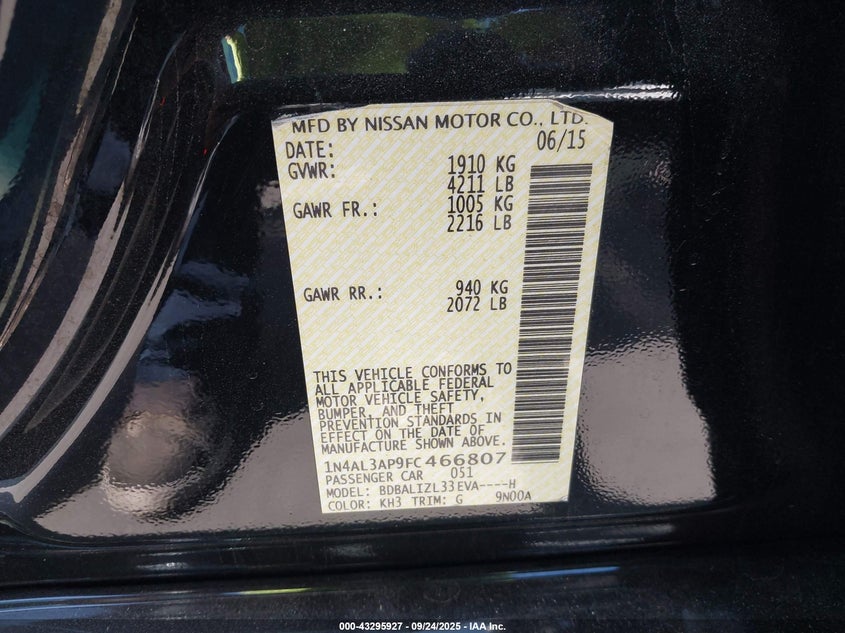 MFD BY NISSAN MOTOR CO., LTD.
DATE: 06/15
GVWR: 1910 KG
4211 LB
GAWR FR.: 1005 KG
2216 LB
GAWR RR.: 940 KG
2072 LB
THIS VEHICLE CONFORMS TO
ALL APPLICABLE FEDERAL
MOTOR VEHICLE SAFETY,
BUMPER, AND THEFT
PREVENTION STANDARDS IN
EFFECT ON THE DATE OF
MANUFACTURE SHOWN ABOVE.
1N4AL3AP9FC466807
PASSENGER CAR 051
MODEL: BDBALIZL33EVA----H
COLOR: KH3 TRIM: G 9N00A
000-43295927 - 09/24/2025 - IAA Inc.